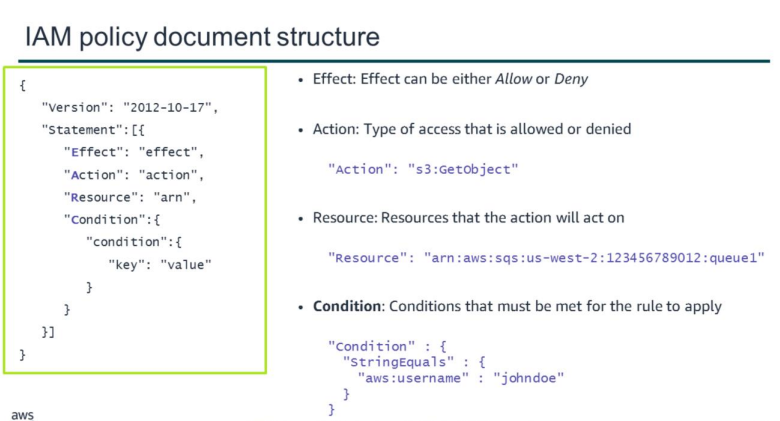 IAM policy document structure
{
"Version": "2012-10-17",
"Statement":[{
"Effect": "effect",
"Action": "action",
"Resource": "arn",
"Condition":{
"condition":{
"key": "value"
}
}
}]
}
• Effect: Effect can be either Allow or Deny
• Action: Type of access that is allowed or denied
"Action": "s3:GetObject"
• Resource: Resources that the action will act on
"Resource": "arn:aws:sqs:us-west-2:123456789012:queue1"
• Condition: Conditions that must be met for the rule to apply
"Condition" : {
"StringEquals" : {
"aws:username" : "johndoe"
}
}
aws